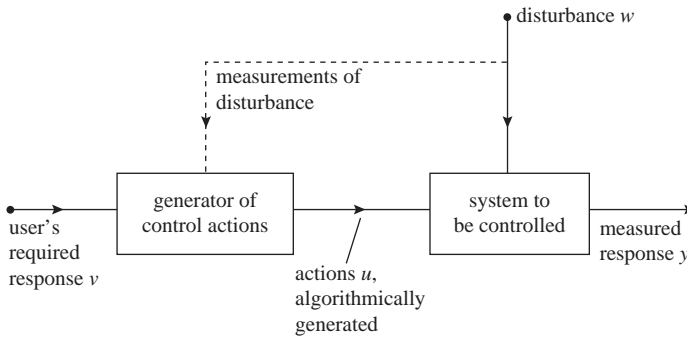 disturbance w
measurements of
disturbance
generator of
control actions
system to
be controlled
user's
required
response v
measured
response y
actions u,
algorithmically
generated